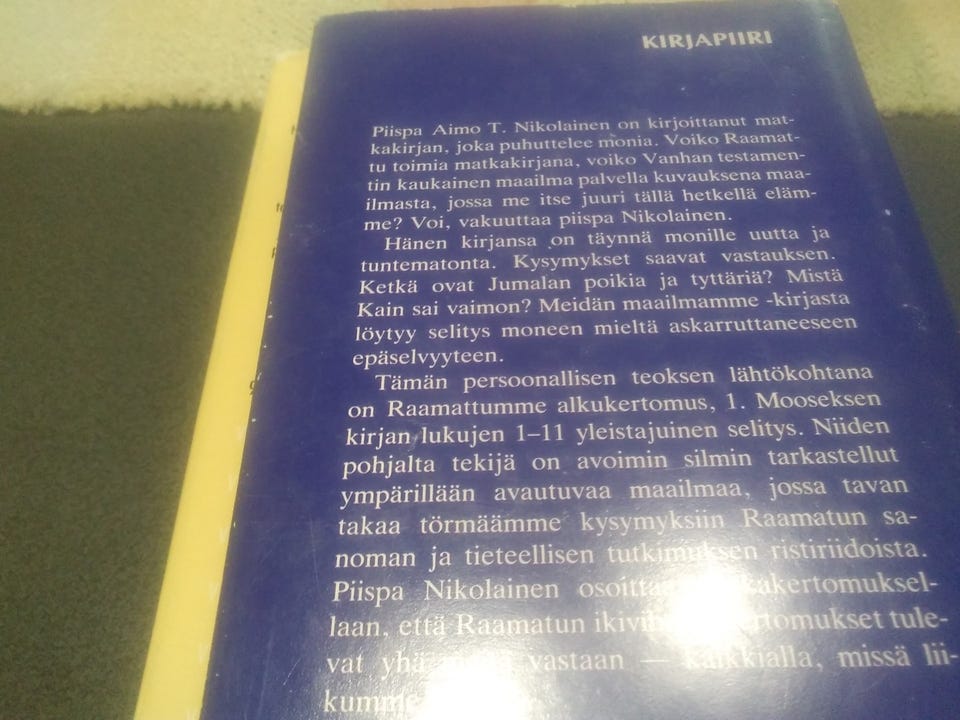 KIRJAPIIRI
Piispa Aimo T. Nikolainen on kirjoittanut mat-
kakirjan, joka puhuttelee monia. Voiko Raamat-
tu toimia matkakirjana, voiko Vanhan testamen-
tin kaukainen maailma palvella kuvauksena maa-
ilmasta, jossa me itse juuri tällä hetkellä eläm-
me? Voi, vakuuttaa piispa Nikolainen.
Hänen kirjansa on täynnä monille uutta ja
tuntematonta. Kysymykset saavat vastauksen.
Ketkä ovat Jumalan poikia ja tyttäriä? Mistä
Kain sai vaimon? Meidän maailmamme -kirjasta
löytyy selitys moneen mieltä askarruttaneeseen
epäselvyyteen.
Tämän persoonallisen teoksen lähtökohtana
on Raamattumme alkukertomus, 1. Mooseksen
kirjan lukujen 1–11 yleistajuinen selitys. Niiden
pohjalta tekijä on avoimin silmin tarkastellut
ympärillään avautuvaa maailmaa, jossa tavan
takaa törmäämme kysymyksiin Raamatun sa-
noman ja tieteellisen tutkimuksen ristiriidoista.
Piispa Nikolainen
laan, että Raamatun tule-
vat yhä vastaan — kaikkialla, missä lii-
kumme